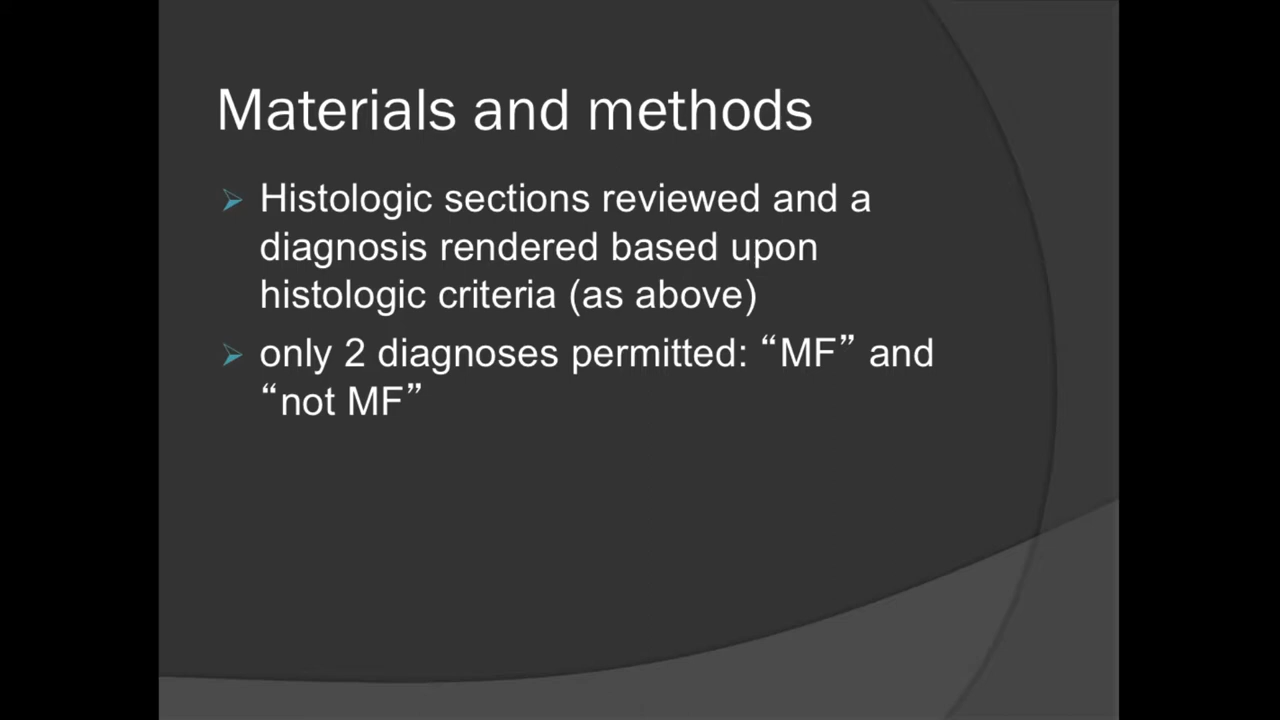 Materials and methods
Histologic sections reviewed and a
diagnosis rendered based upon
histologic criteria (as above)
only 2 diagnoses permitted: “MF” and
“not MF”